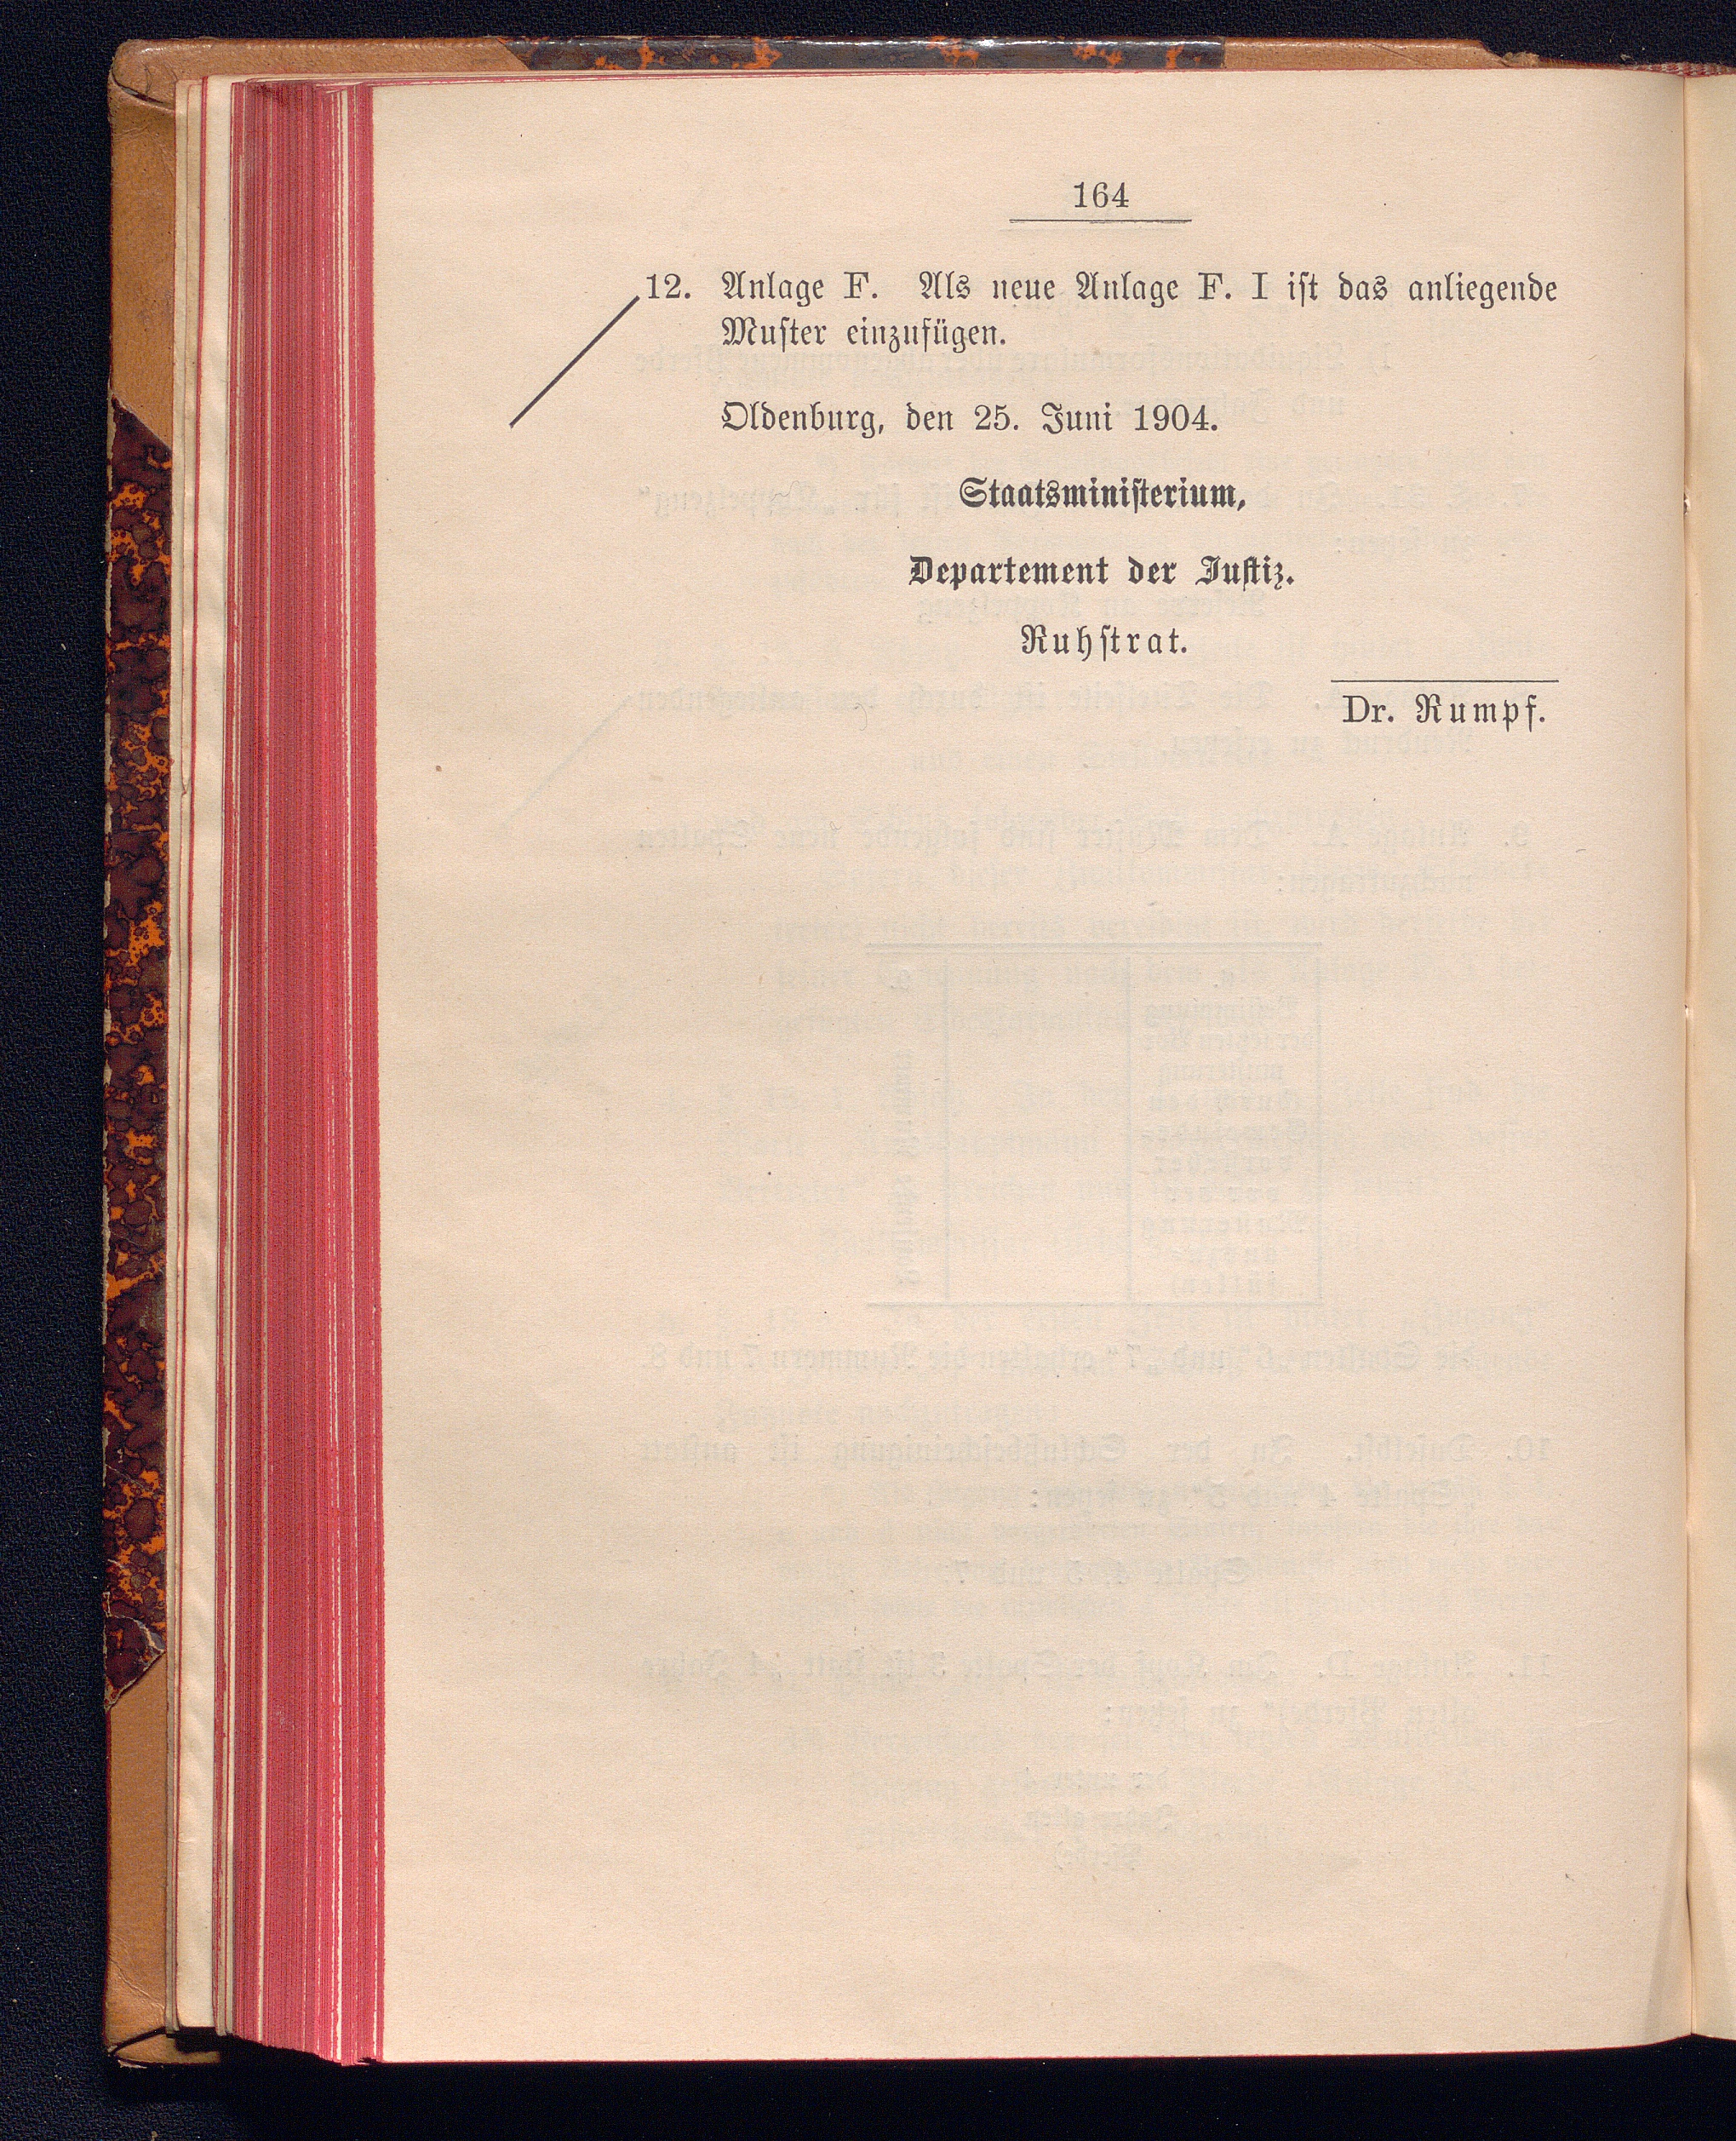 164
12. Anlage F. Als neue Anlage F. I ist das anliegende
Muster einzufügen.
Oldenburg, den 25. Juni 1904.
Staatsministerium,
Departement der Justiz.
Ruhstrat.
Dr. Rumpf.